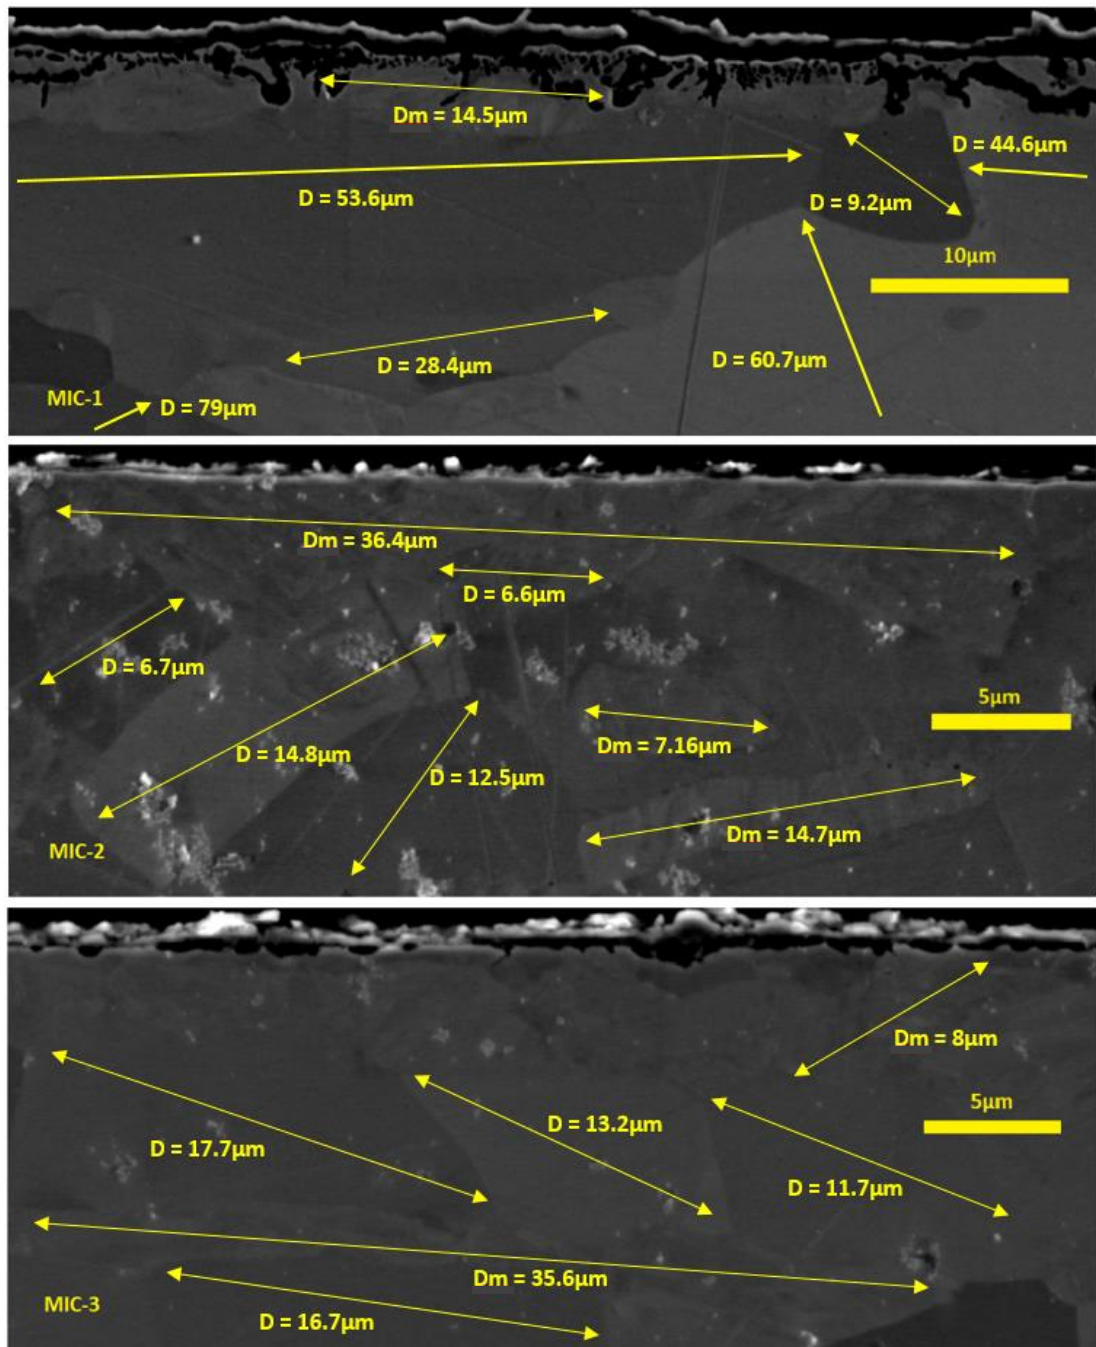 Dm = 14.5µm
D = 44.6µm
D = 53.6µm
D = 9.2µm
10µm
D = 28.4µm
D = 60.7µm
MIC-1
D = 79µm
Dm = 36.4µm
D = 6.6µm
D = 6.7µm
5µm
Dm = 7.16µm
D = 14.8µm
D = 12.5µm
Dm = 14.7µm
MIC-2
Dm = 8µm
5µm
D = 13.2µm
D = 17.7µm
D = 11.7µm
Dm = 35.6µm
MIC-3
D = 16.7µm